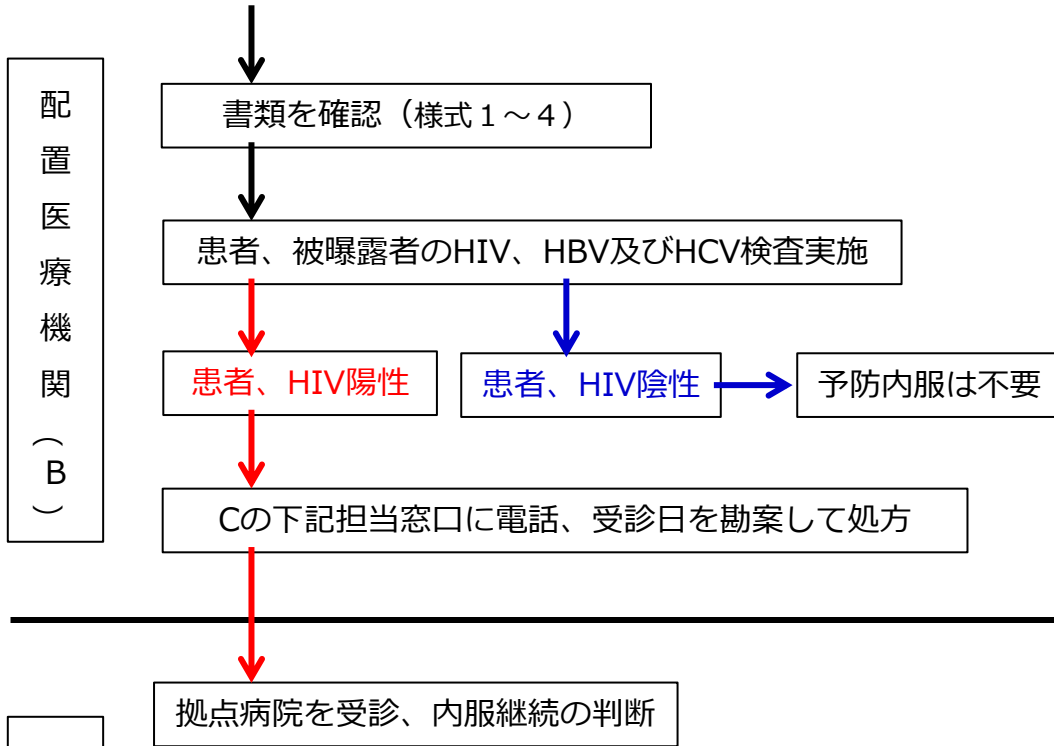 配置医療機関(B)
書類を確認（様式１～４）
患者、被曝露者のHIV、HBV及びHCV検査実施
患者、HIV陽性
患者、HIV陰性
予防内服は不要
Cの下記担当窓口に電話、受診日を勘案して処方
拠点病院を受診、内服継続の判断